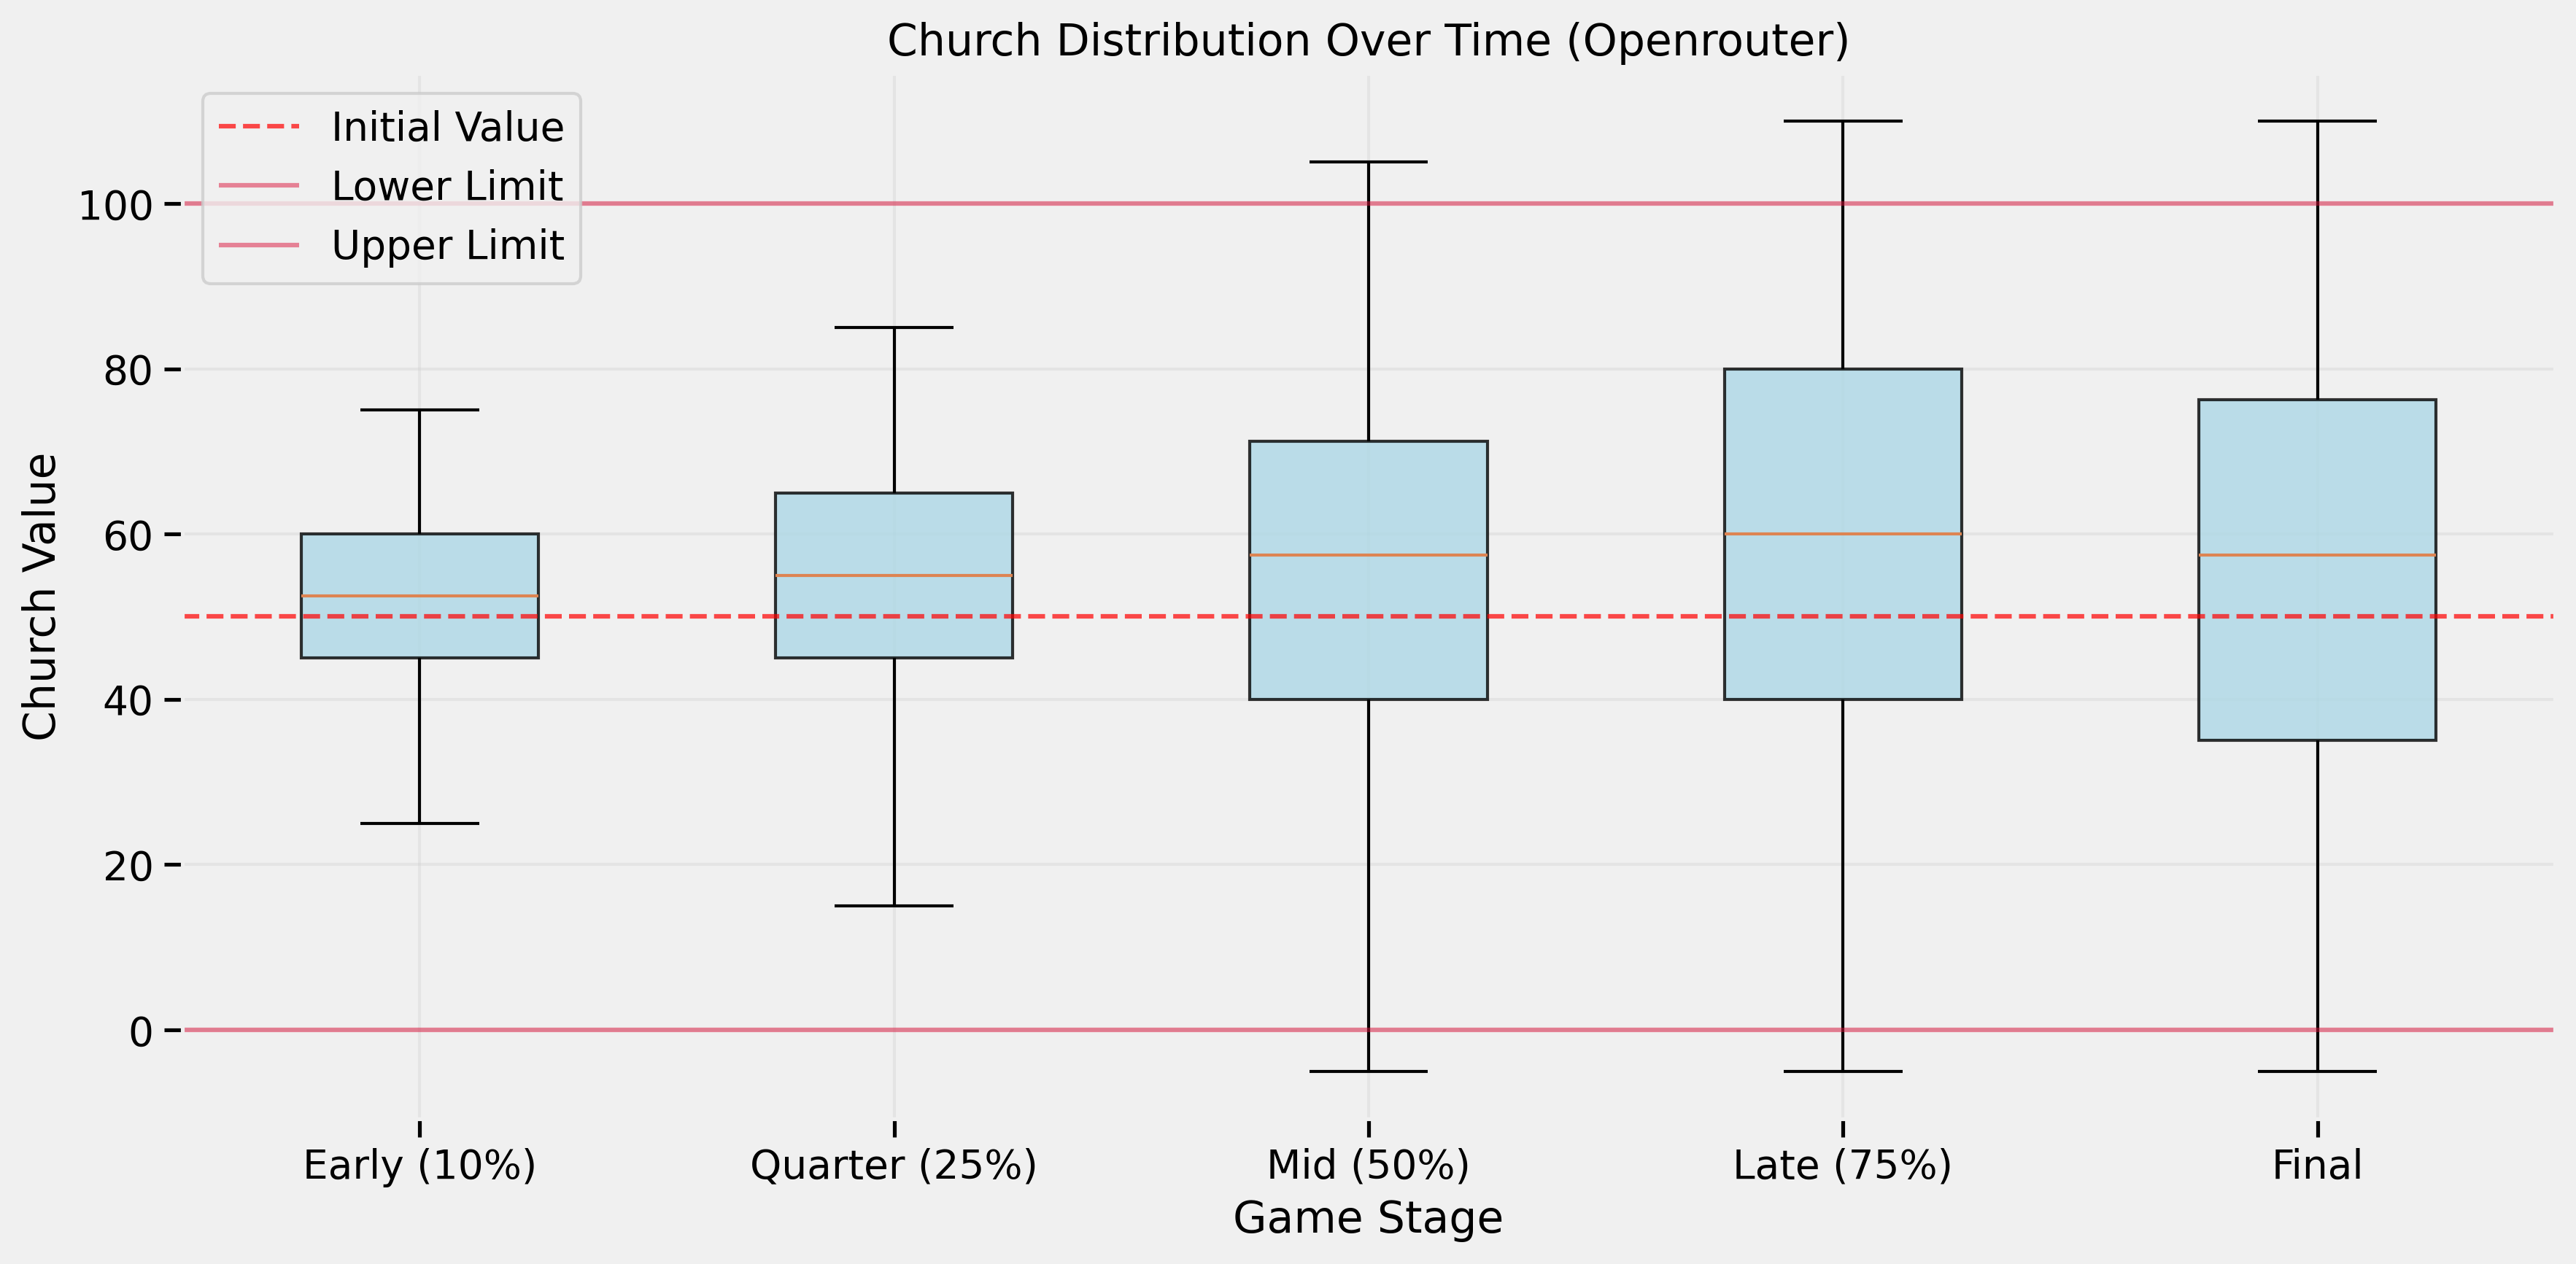 Church Distribution Over Time (Openrouter)
Initial Value
Lower Limit
Upper Limit
Church Value
100
80
60
40
20
0
Early (10%)
Quarter (25%)
Mid (50%)
Late (75%)
Final
Game Stage